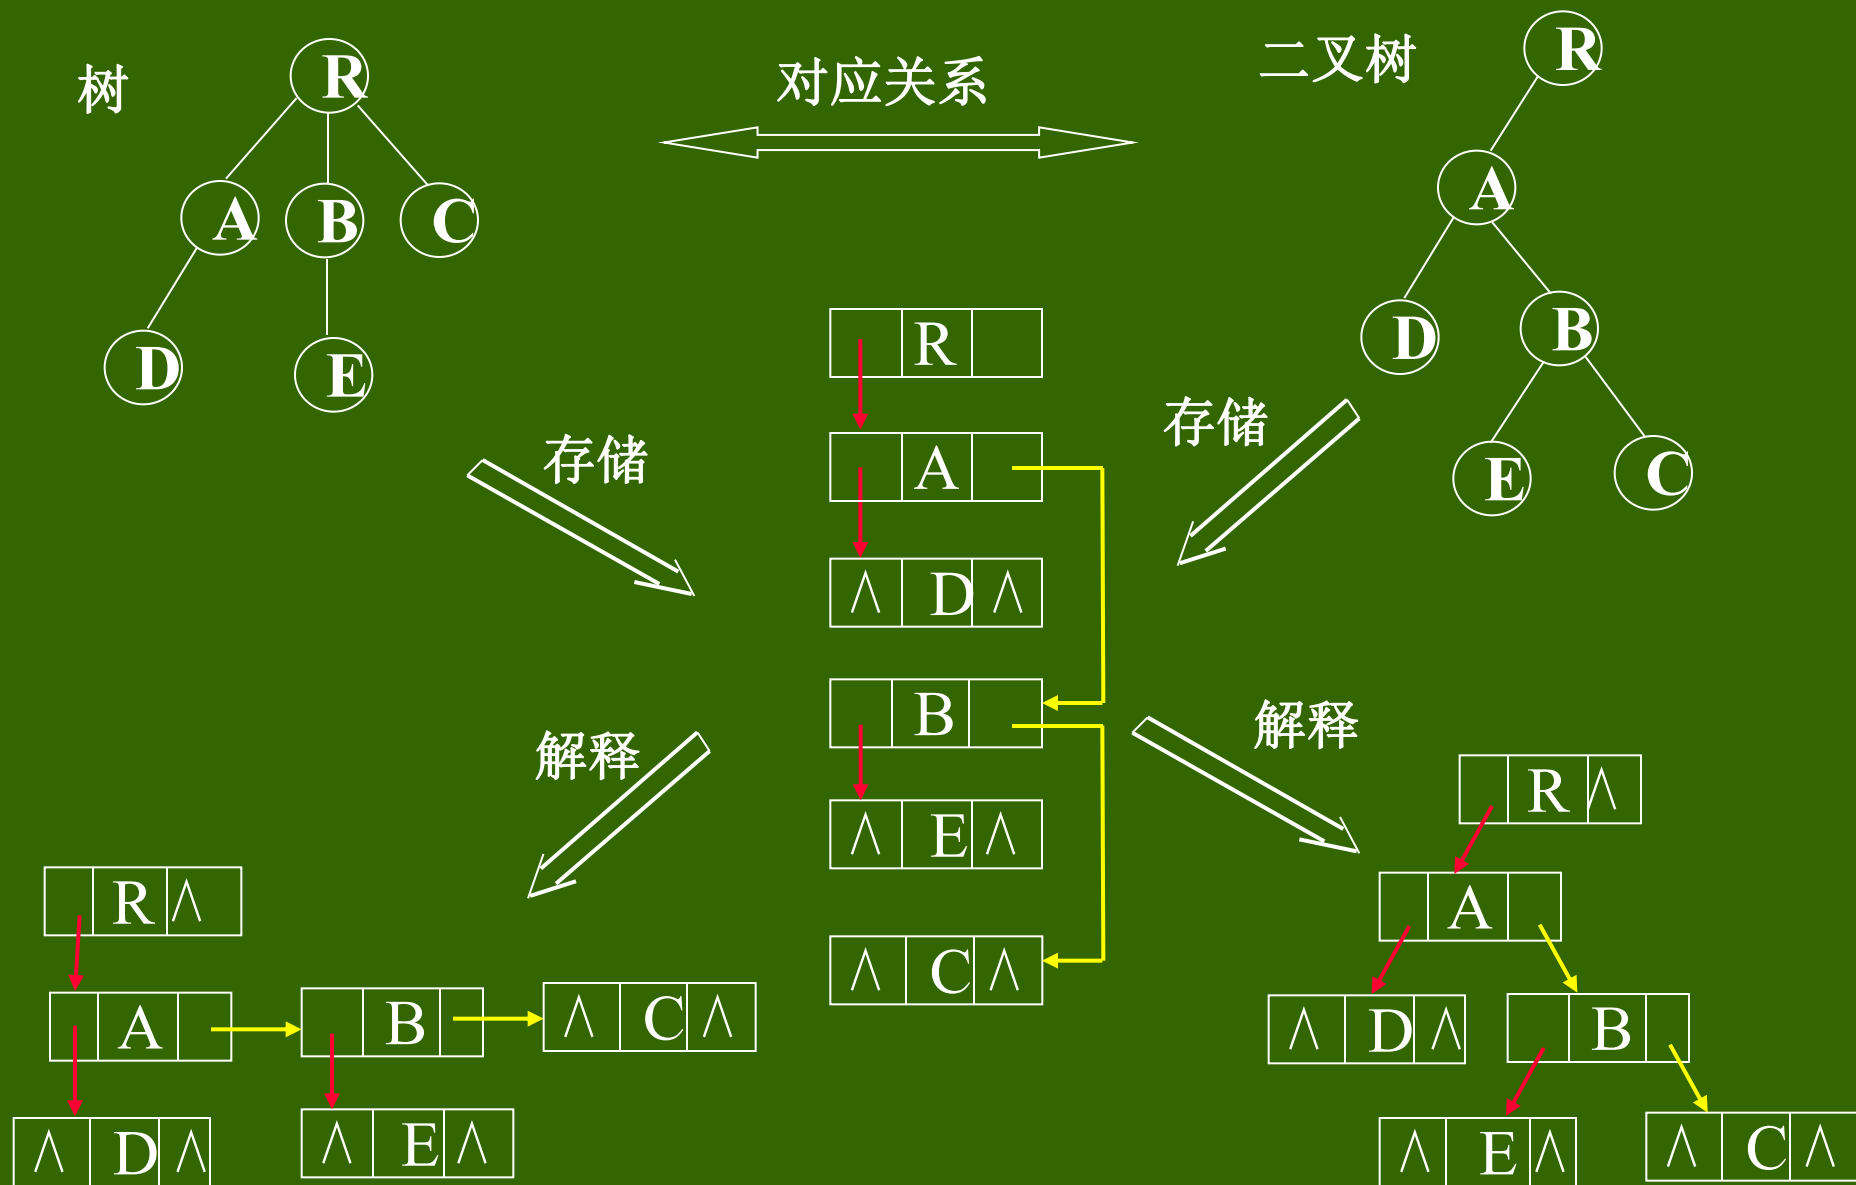 树
对应关系
二叉树
R
A B C
D E
R
A
D B
E C
存储
存储
R
A
∧ D ∧
B
∧ E ∧
∧ C ∧
解释
解释
R ∧
A B ∧ C ∧
∧ D ∧ ∧ E ∧
R ∧
A
∧ D ∧ B
∧ E ∧ ∧ C ∧